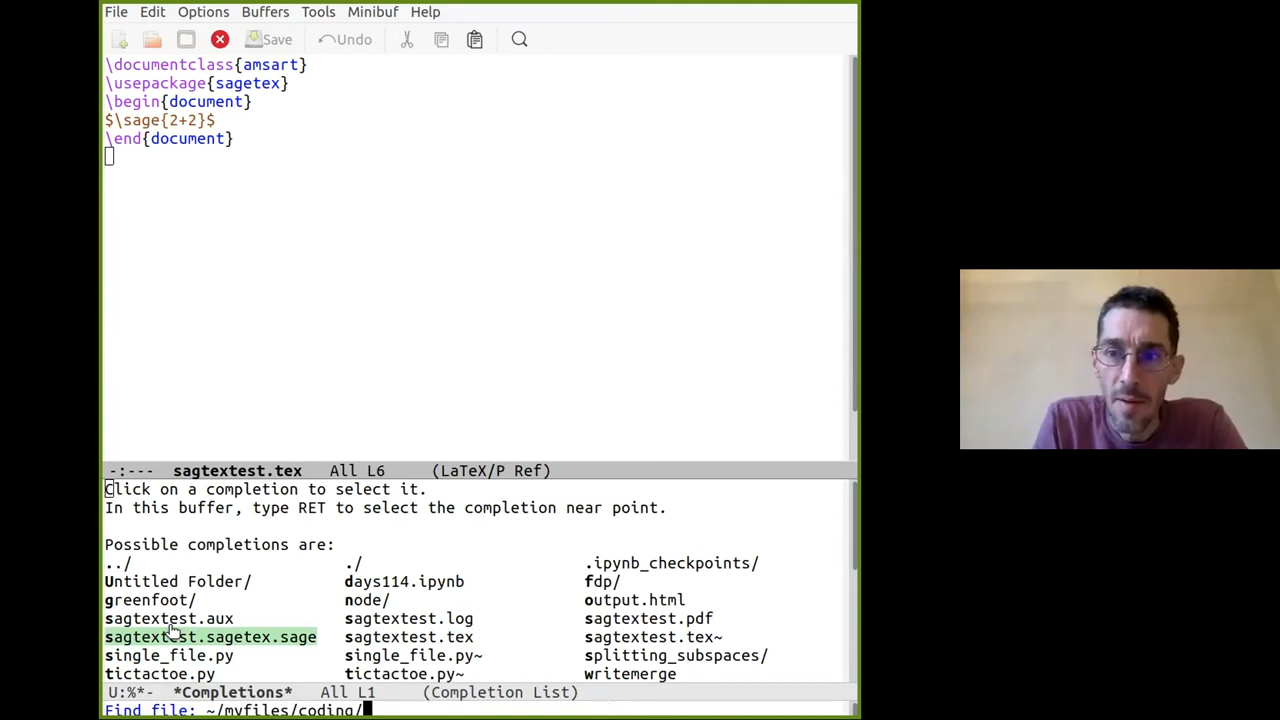 File Edit Options Buffers Tools Minibuf Help
Save Undo
\documentclass{amsart}
\usepackage{sagetex}
\begin{document}
$\sage{2+2}$
\end{document}
-:--- sagtextest.tex All L6 (LaTeX/P Ref)
Click on a completion to select it.
In this buffer, type RET to select the completion near point.
Possible completions are:
../ ./ .ipynb_checkpoints/
Untitled Folder/ days114.ipynb fdp/
greenfoot/ node/ output.html
sagtextest.aux sagtextest.log sagtextest.pdf
sagtextest.sagetex.sage sagtextest.tex sagtextest.tex~
single_file.py single_file.py~ splitting_subspaces/
tictactoe.py tictactoe.py~ writemerge
U:%*- *Completions* All L1 (Completion List)
Find file: ~/myfiles/coding/